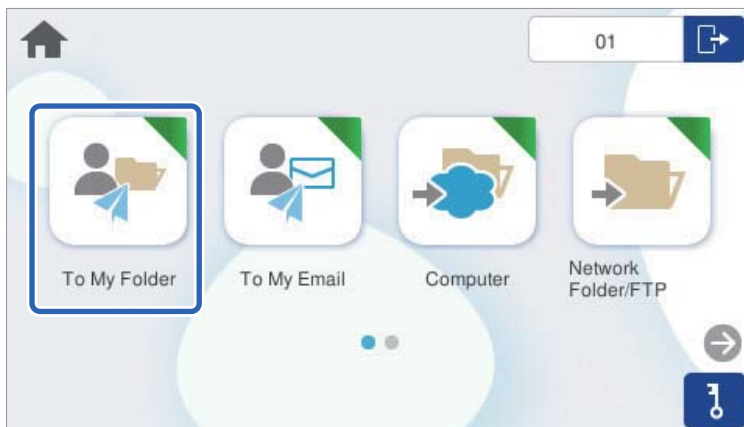 01
To My Folder
To My Email
Computer
Network
Folder/FTP